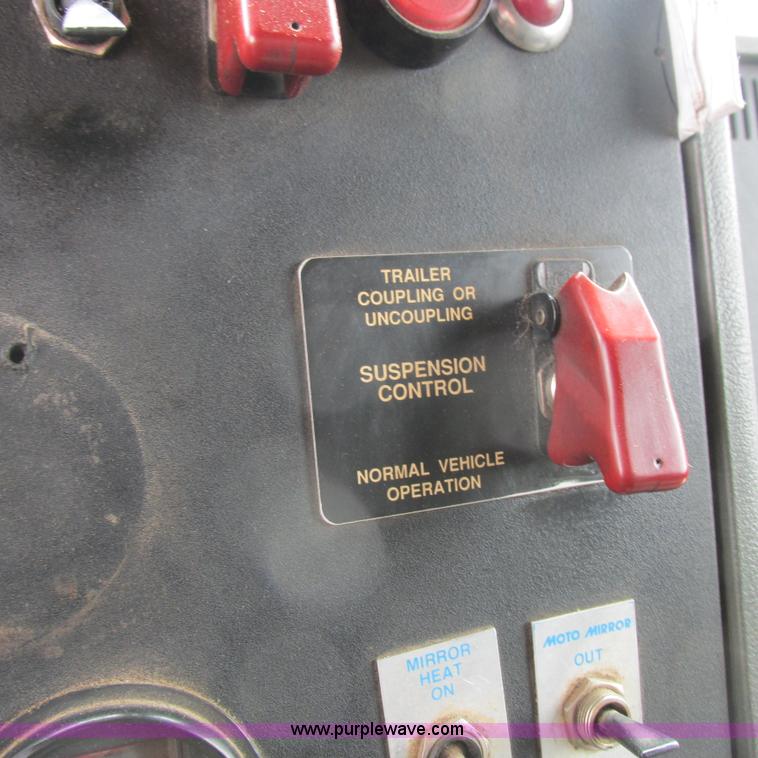 TRAILER
COUPLING OR
UNCOUPLING
SUSPENSION
CONTROL
NORMAL VEHICLE
OPERATION
MIRROR
HEAT
ON
MOTO MIRROR
OUT
www.purplewave.com